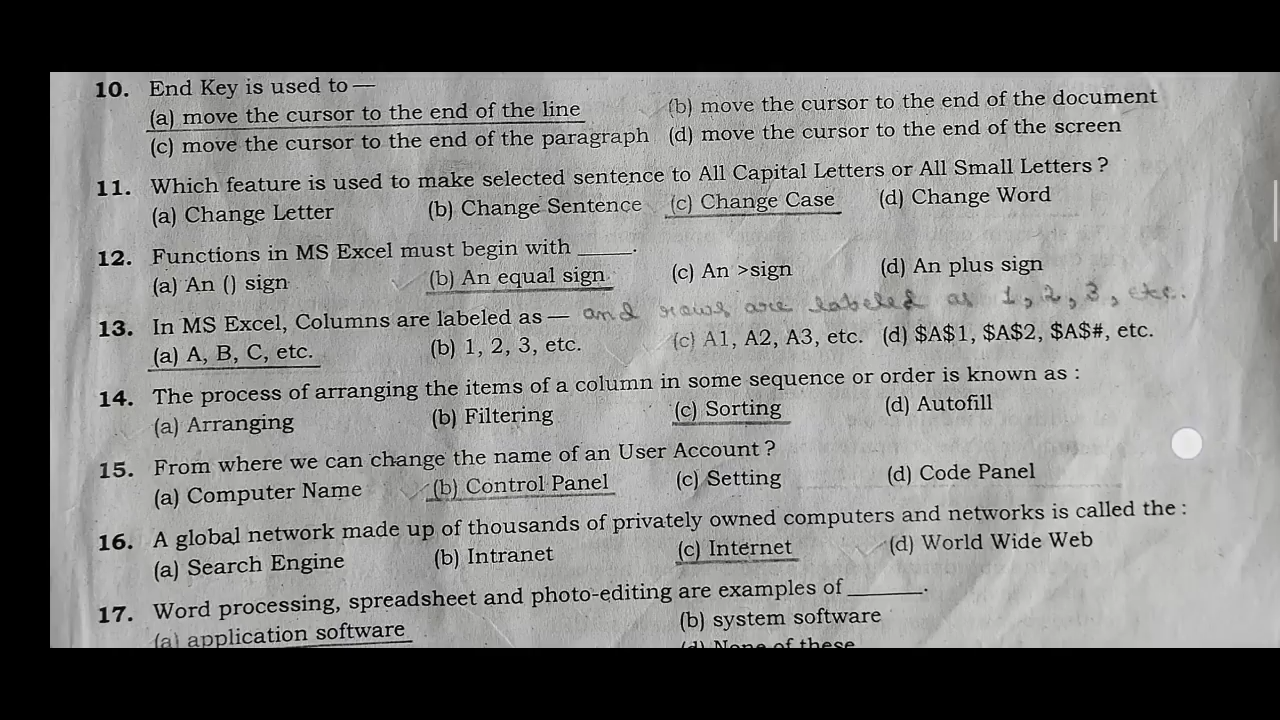 10. End Key is used to —
(a) move the cursor to the end of the line (b) move the cursor to the end of the document
(c) move the cursor to the end of the paragraph (d) move the cursor to the end of the screen
11. Which feature is used to make selected sentence to All Capital Letters or All Small Letters ?
(a) Change Letter (b) Change Sentence (c) Change Case (d) Change Word
12. Functions in MS Excel must begin with _____.
(a) An () sign (b) An equal sign (c) An >sign (d) An plus sign
13. In MS Excel, Columns are labeled as — and rows are labeled as 1, 2, 3, etc.
(a) A, B, C, etc. (b) 1, 2, 3, etc. (c) A1, A2, A3, etc. (d) $A$1, $A$2, $A$#, etc.
14. The process of arranging the items of a column in some sequence or order is known as :
(a) Arranging (b) Filtering (c) Sorting (d) Autofill
15. From where we can change the name of an User Account ?
(a) Computer Name (b) Control Panel (c) Setting (d) Code Panel
16. A global network made up of thousands of privately owned computers and networks is called the :
(a) Search Engine (b) Intranet (c) Internet (d) World Wide Web
17. Word processing, spreadsheet and photo-editing are examples of ______.
(a) application software (b) system software
(d) None of these